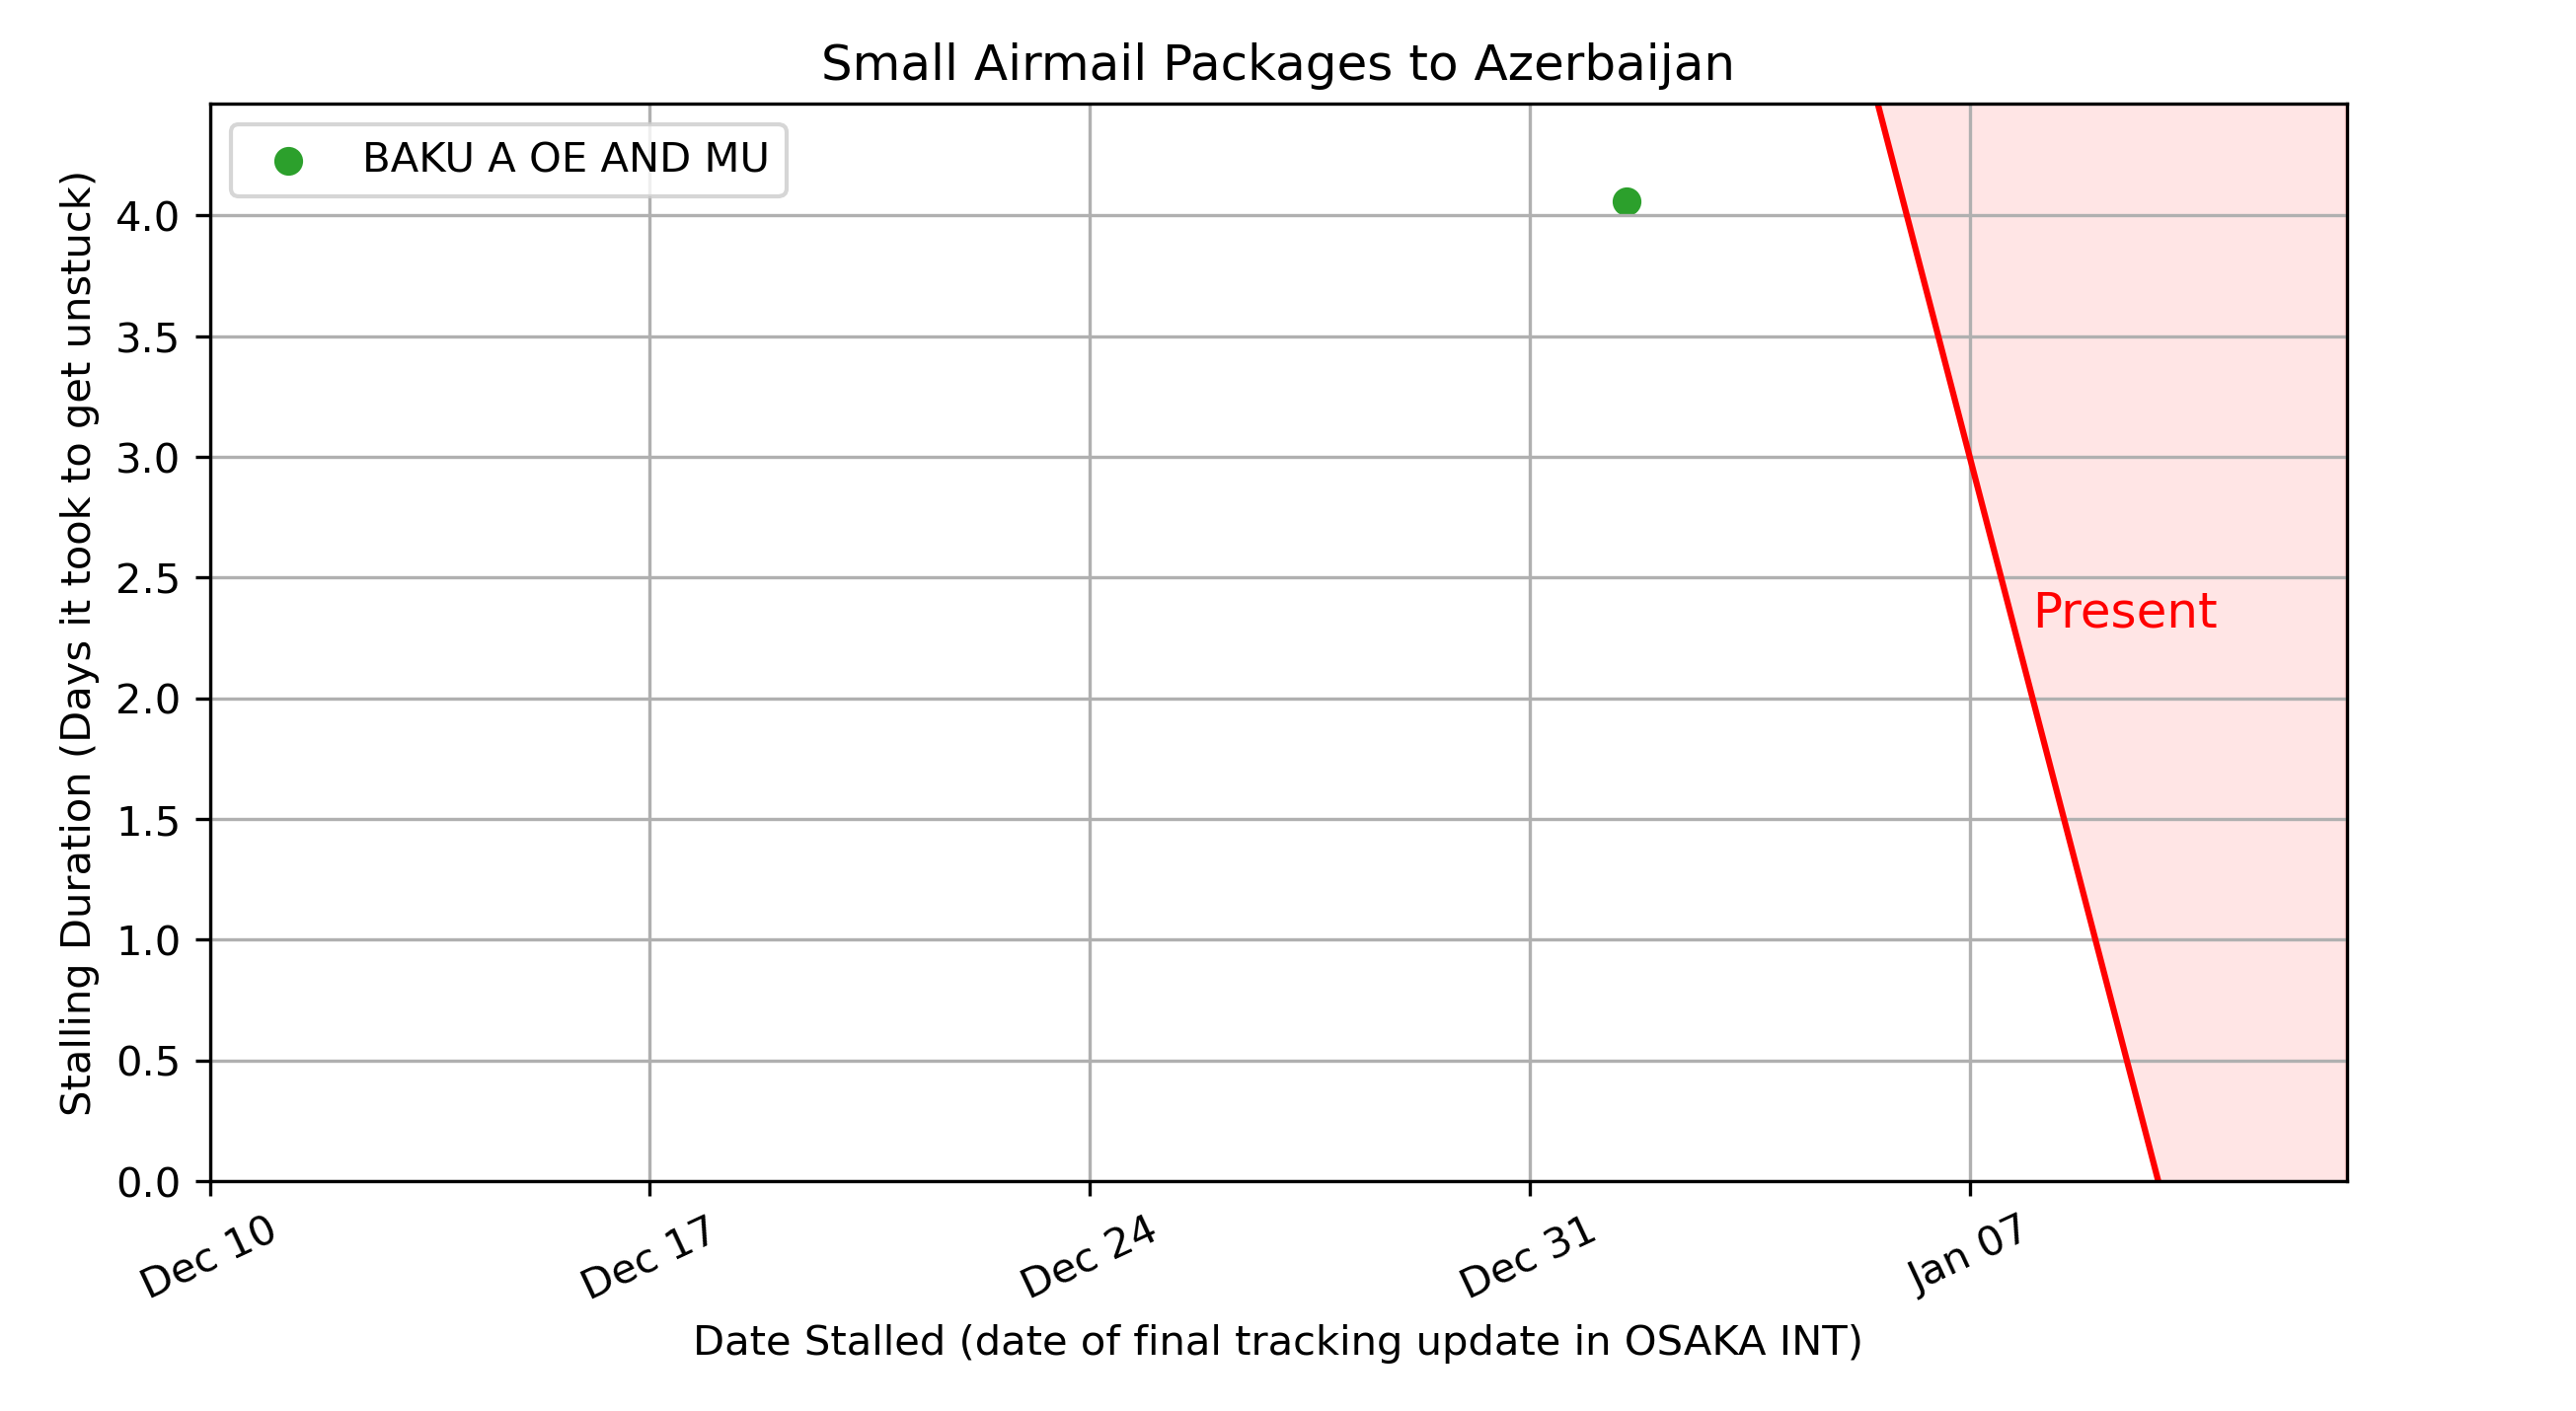 Small Airmail Packages to Azerbaijan
BAKU A OE AND MU
Stalling Duration (Days it took to get unstuck)
4.0
3.5
3.0
2.5
2.0
1.5
1.0
0.5
0.0
Present
Dec 10
Dec 17
Dec 24
Dec 31
Jan 07
Date Stalled (date of final tracking update in OSAKA INT)